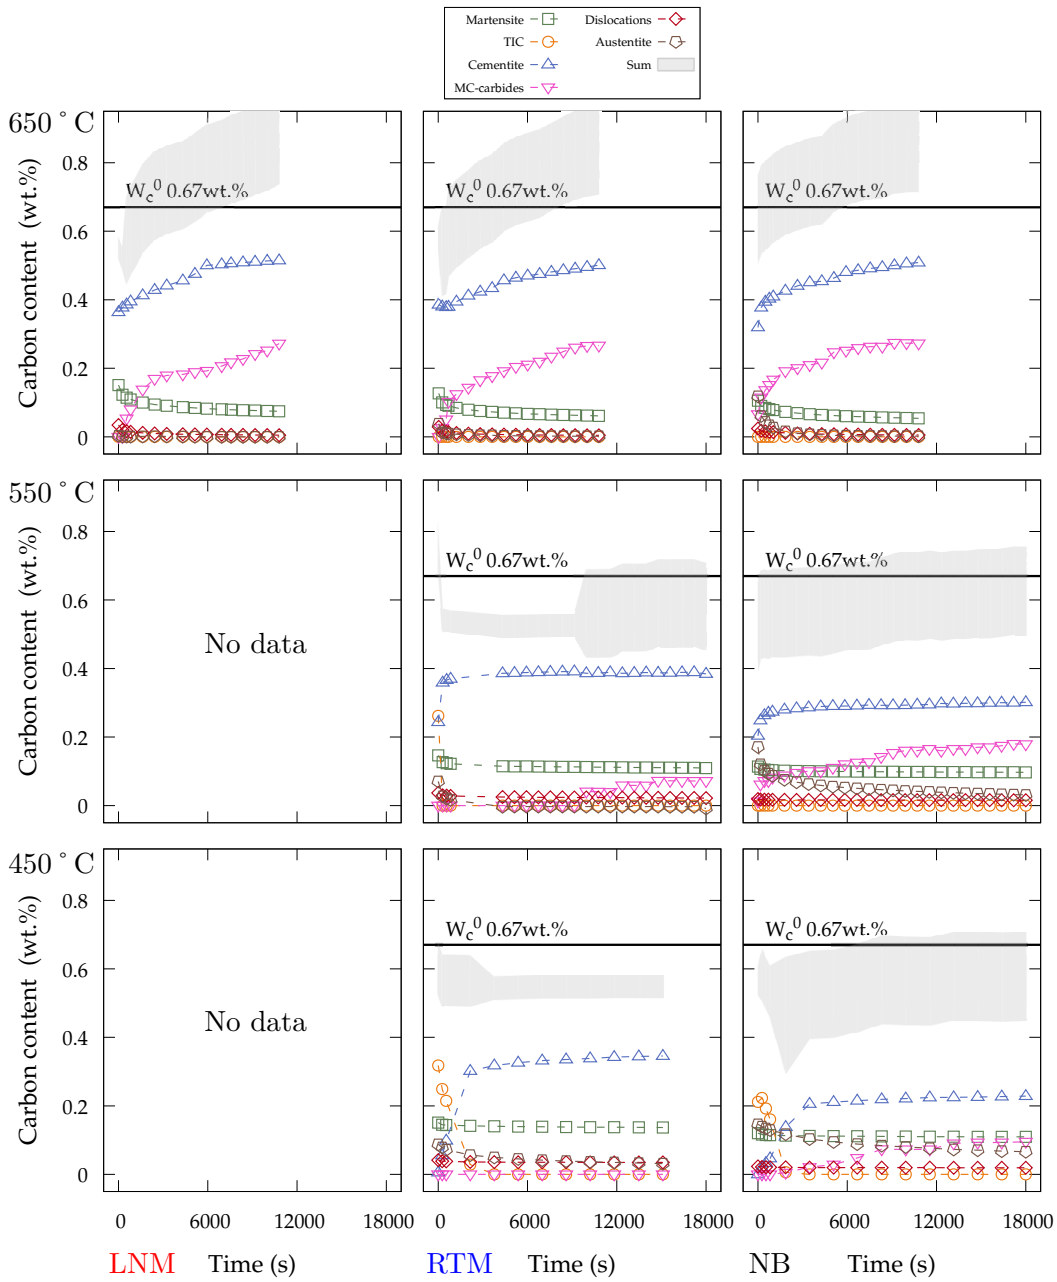 Martensite
Dislocations
TIC
Austentite
Cementite
Sum
MC-carbides
650 ° C
Carbon content (wt.%)
0.8
0.6
0.4
0.2
0
W_c^0 0.67wt.%
W_c^0 0.67wt.%
W_c^0 0.67wt.%
550 ° C
Carbon content (wt.%)
0.8
0.6
0.4
0.2
0
No data
W_c^0 0.67wt.%
W_c^0 0.67wt.%
450 ° C
Carbon content (wt.%)
0.8
0.6
0.4
0.2
0
No data
W_c^0 0.67wt.%
W_c^0 0.67wt.%
0 6000 12000 18000
0 6000 12000 18000
0 6000 12000 18000
LNM Time (s)
RTM Time (s)
NB Time (s)